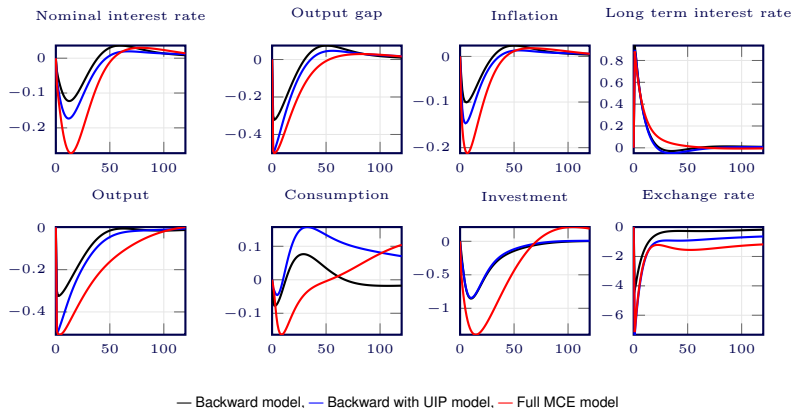 Nominal interest rate
Output gap
Inflation
Long term interest rate
0
−0.1
−0.2
0 50 100
0
−0.2
−0.4
0 50 100
0
−0.1
−0.2
0 50 100
0.8
0.6
0.4
0.2
0
0 50 100
Output
Consumption
Investment
Exchange rate
0
−0.2
−0.4
0 50 100
0.1
0
−0.1
0 50 100
0
−0.5
−1
0 50 100
0
−2
−4
−6
0 50 100
— Backward model, — Backward with UIP model, — Full MCE model